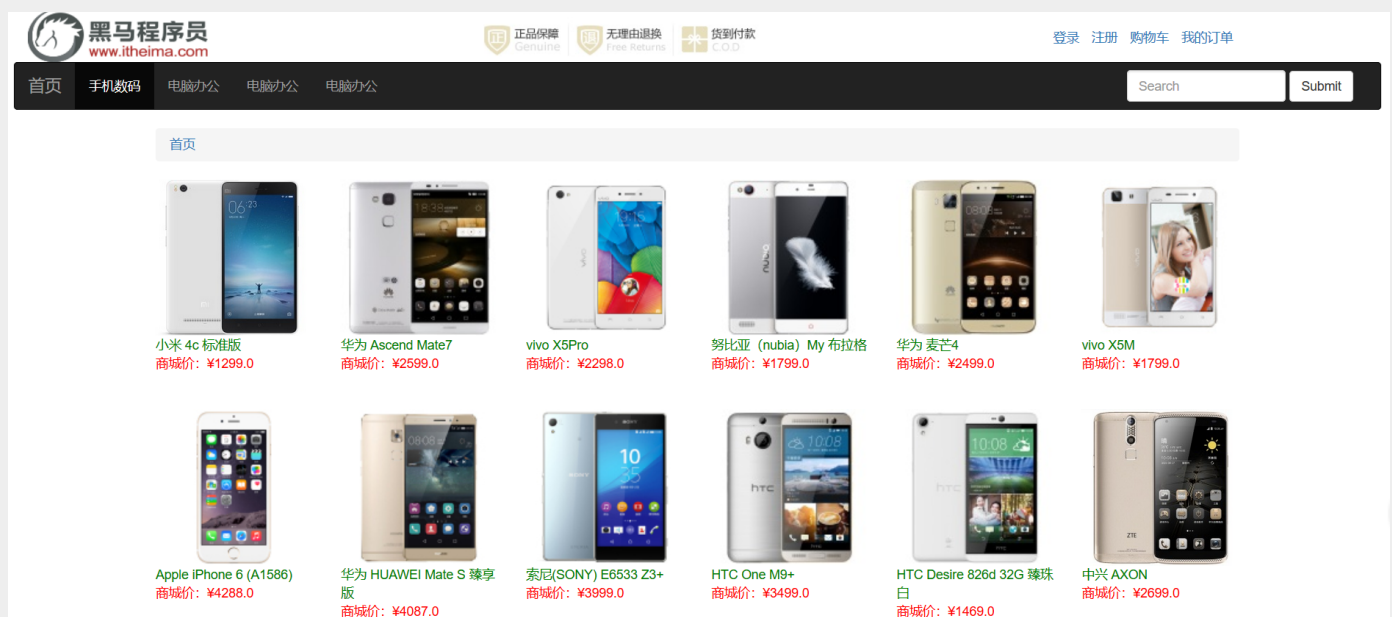 黑马程序员
www.itheima.com
正品保障
Genuine
无理由退换
Free Returns
货到付款
C.O.D
登录 注册 购物车 我的订单
首页 手机数码 电脑办公 电脑办公 电脑办公 Search Submit
首页
小米 4c 标准版
商城价：¥1299.0
华为 Ascend Mate7
商城价：¥2599.0
vivo X5Pro
商城价：¥2298.0
努比亚（nubia）My 布拉格
商城价：¥1799.0
华为 麦芒4
商城价：¥2499.0
vivo X5M
商城价：¥1799.0
Apple iPhone 6 (A1586)
商城价：¥4288.0
华为 HUAWEI Mate S 臻享
版
商城价：¥4087.0
索尼(SONY) E6533 Z3+
商城价：¥3999.0
HTC One M9+
商城价：¥3499.0
HTC Desire 826d 32G 臻珠
白
商城价：¥1469.0
中兴 AXON
商城价：¥2699.0